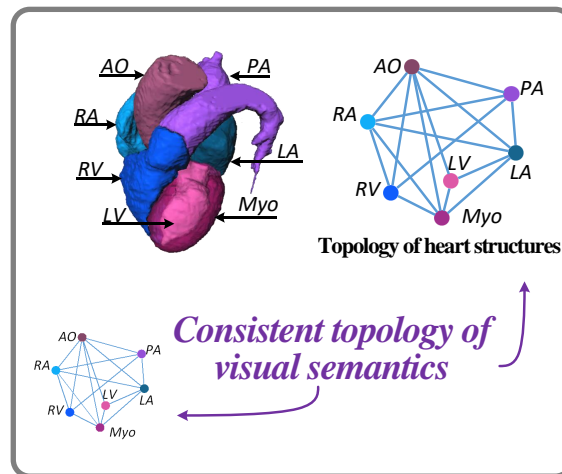 AO
PA
RA
RV
LA
LV
Myo
AO
PA
RA
LV
LA
RV
Myo
Topology of heart structures
Consistent topology of
visual semantics
AO
PA
RA
LV
LA
RV
Myo